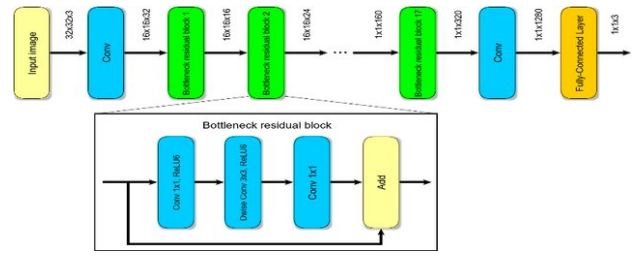 Input image
32x32x3
Conv
16x16x32
Bottleneck residual block 1
16x16x16
Bottleneck residual block 2
16x16x24
...
1x1x160
Bottleneck residual block 17
1x1x320
Conv
1x1x1280
Fully-Connected Layer
1x1x3
Bottleneck residual block
Conv 1x1, ReLU6
Dwise Conv 3x3, ReLU6
Conv 1x1
Add